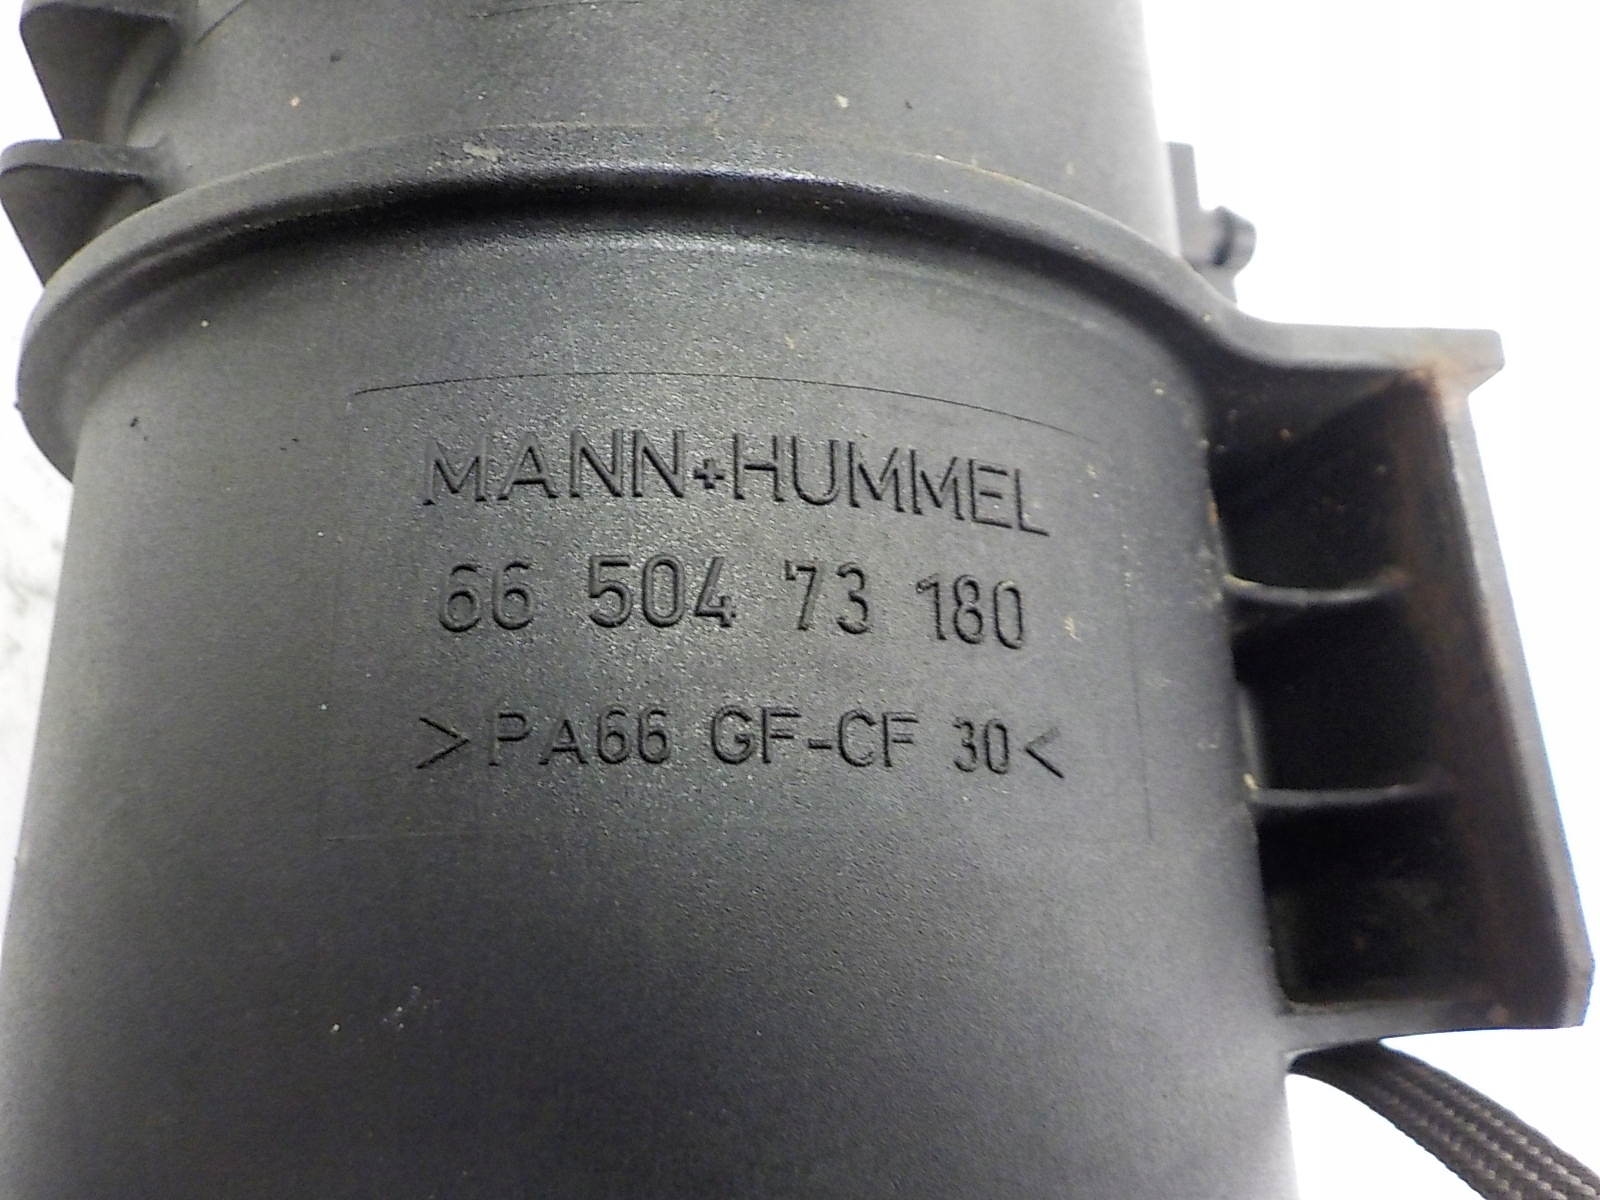 MANN+HUMMEL
66 504 73 180
>PA66 GF-CF 30<